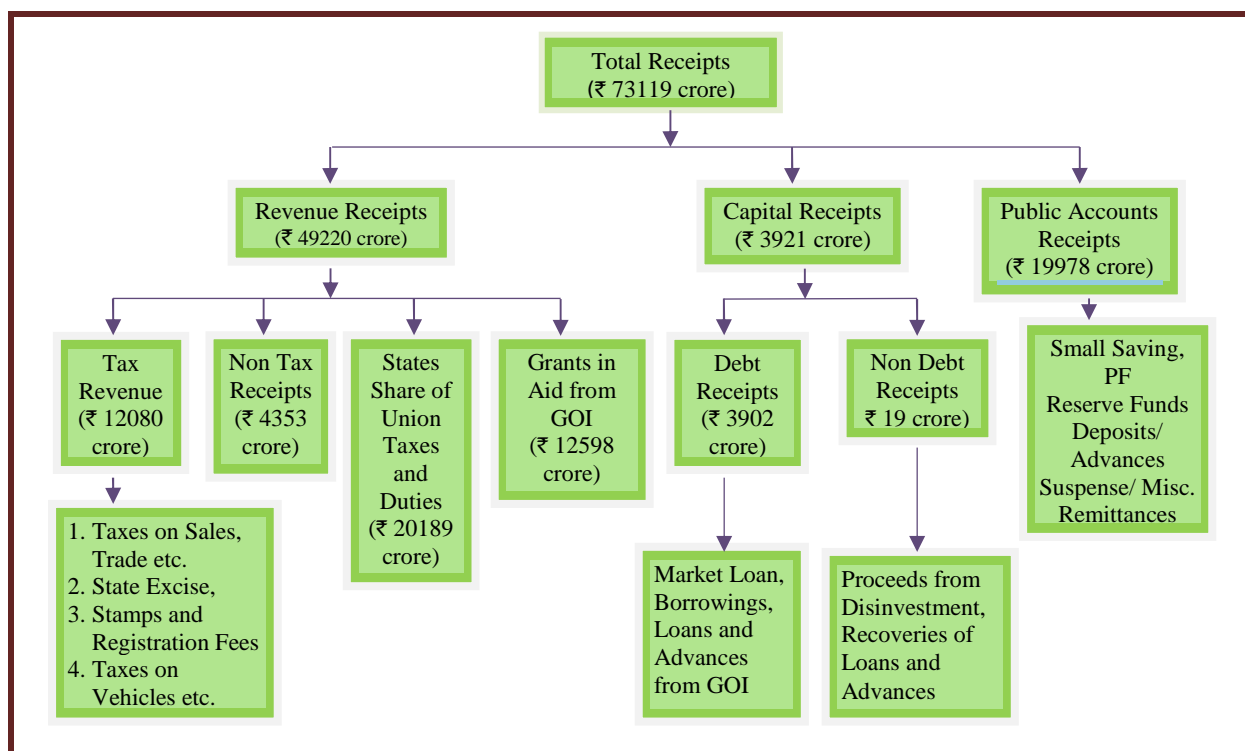 Total Receipts
(₹ 73119 crore)
Revenue Receipts
(₹ 49220 crore)
Capital Receipts
(₹ 3921 crore)
Public Accounts
Receipts
(₹ 19978 crore)
Tax
Revenue
(₹ 12080
crore)
Non Tax
Receipts
(₹ 4353
crore)
States
Share of
Union
Taxes
and
Duties
(₹ 20189
crore)
Grants in
Aid from
GOI
(₹ 12598
crore)
Debt
Receipts
(₹ 3902
crore)
Non Debt
Receipts
₹ 19 crore)
Small Saving,
PF
Reserve Funds
Deposits/
Advances
Suspense/ Misc.
Remittances
1. Taxes on Sales,
Trade etc.
2. State Excise,
3. Stamps and
Registration Fees
4. Taxes on
Vehicles etc.
Market Loan,
Borrowings,
Loans and
Advances
from GOI
Proceeds from
Disinvestment,
Recoveries of
Loans and
Advances